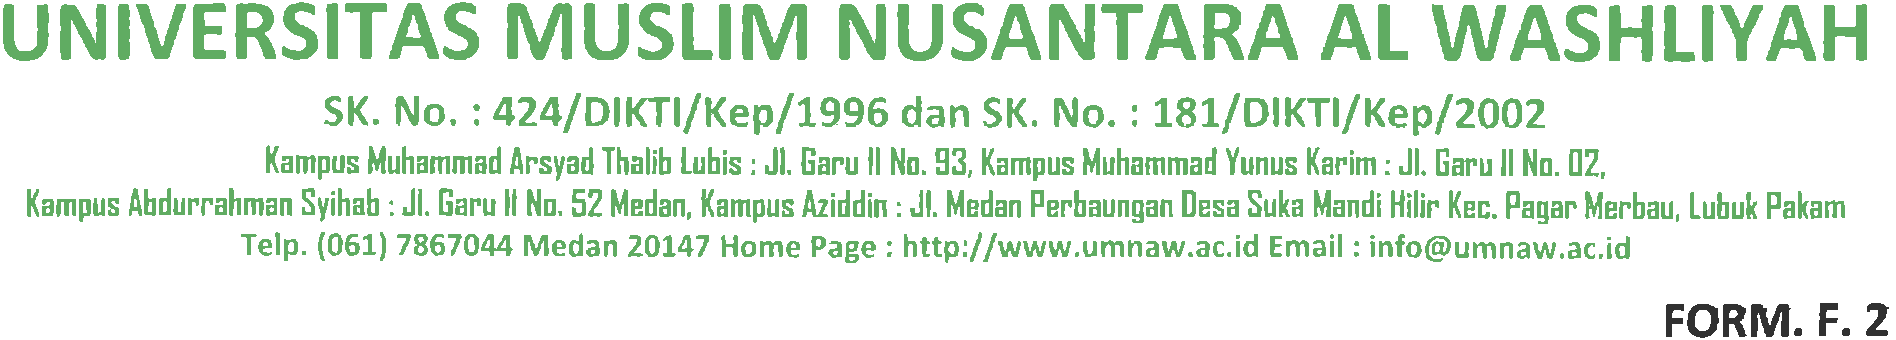 UNIVERSITAS MUSLIM NUSANTARA AL WASHLIYAH
SK. No. : 424/DIKTI/Kep/1996 dan SK. No. : 181/DIKTI/Kep/2002
Kampus Muhammad Arsyad Thalib Lubis : Jl. Garu II No. 93, Kampus Muhammad Yunus Karim : Jl. Garu II No. 02,
Kampus Abdurrahman Syihab : Jl. Garu II No. 52 Medan, Kampus Aziddin : Jl. Medan Perbaungan Desa Suka Mandi Hilir Kec. Pagar Merbau, Lubuk Pakam
Telp. (061) 7867044 Medan 20147 Home Page : http://www.umnaw.ac.id Email : info@umnaw.ac.id
FORM. F. 2